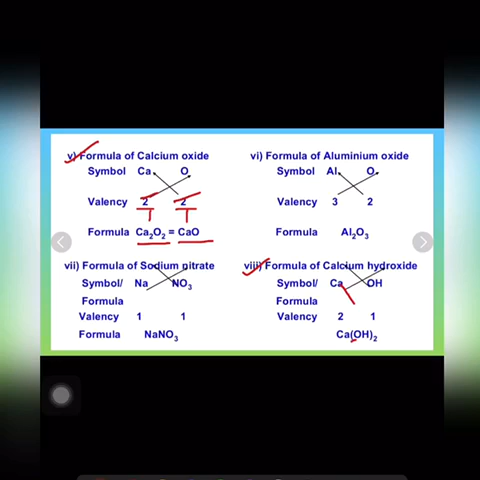 v) Formula of Calcium oxide
Symbol Ca O
Valency 2 2
1 1
Formula Ca₂O₂ = CaO
vi) Formula of Aluminium oxide
Symbol Al O
Valency 3 2
Formula Al₂O₃
vii) Formula of Sodium nitrate
Symbol/ Na NO₃
Formula
Valency 1 1
Formula NaNO₃
viii) Formula of Calcium hydroxide
Symbol/ Ca OH
Formula
Valency 2 1
Ca(OH)₂